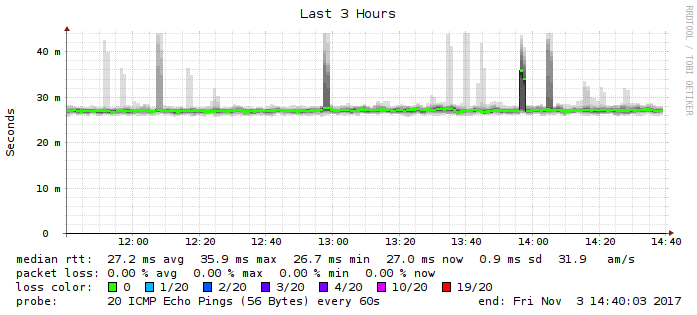 Last 3 Hours
RRDTOOL / TOBI OETIKER
Seconds
40 m
30 m
20 m
10 m
0
12:00 12:20 12:40 13:00 13:20 13:40 14:00 14:20 14:40
median rtt: 27.2 ms avg 35.9 ms max 26.7 ms min 27.0 ms now 0.9 ms sd 31.9 am/s
packet loss: 0.00 % avg 0.00 % max 0.00 % min 0.00 % now
loss color: 0 1/20 2/20 3/20 4/20 10/20 19/20
probe: 20 ICMP Echo Pings (56 Bytes) every 60s end: Fri Nov 3 14:40:03 2017